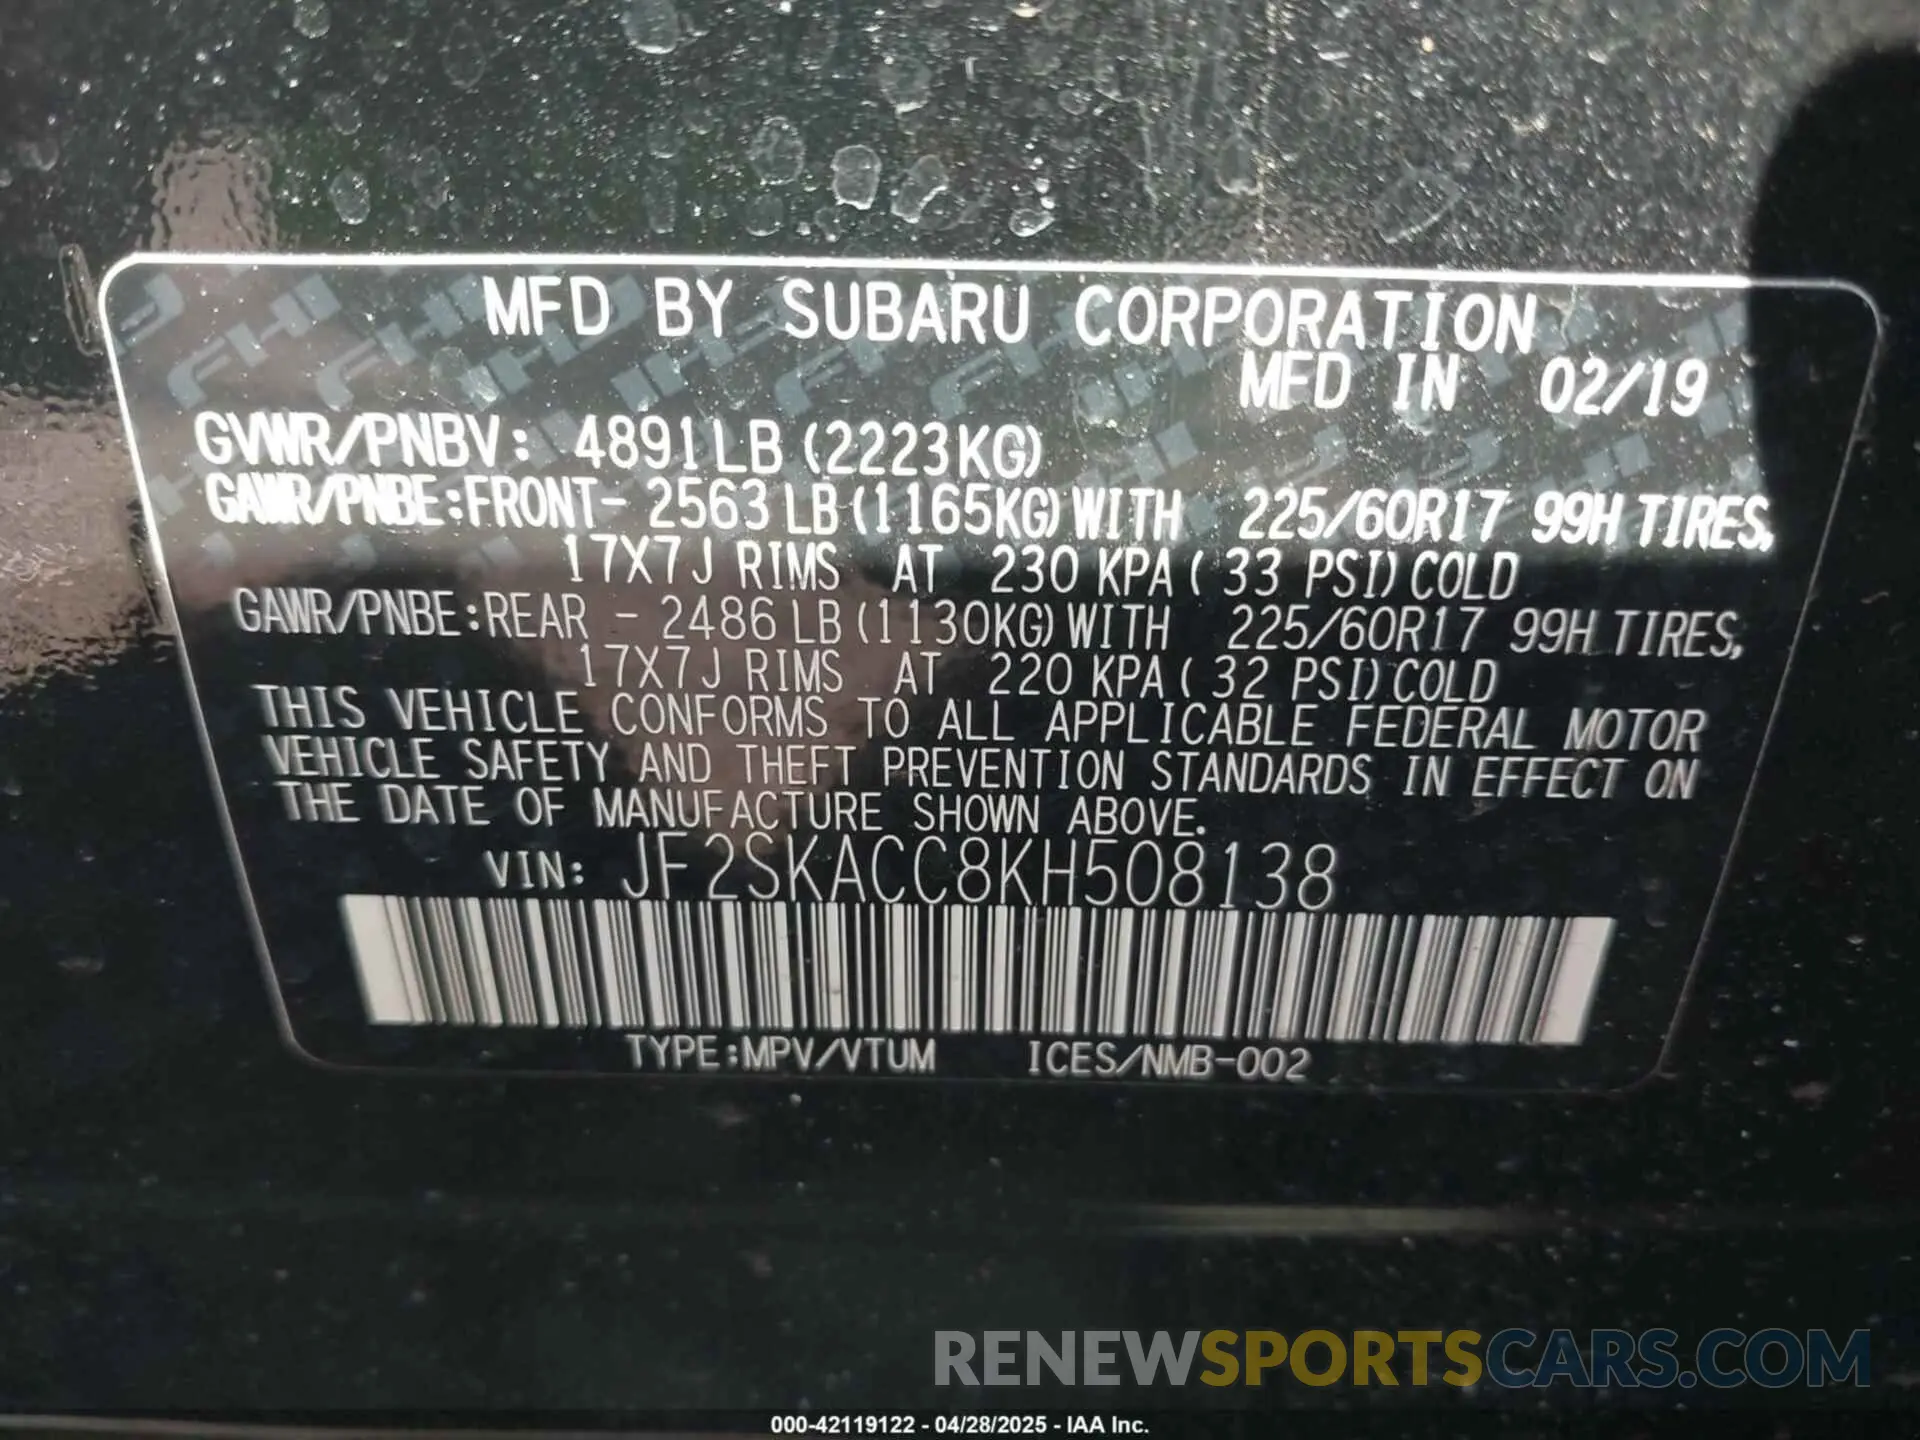 MFD BY SUBARU CORPORATION
MFD IN 02/19
GVWR/PNBV: 4891LB (2223KG)
GAWR/PNBE:FRONT- 2563 LB (1165KG) WITH 225/60R17 99H TIRES,
17X7J RIMS AT 230 KPA ( 33 PSI) COLD
GAWR/PNBE:REAR - 2486 LB (1130KG) WITH 225/60R17 99H TIRES,
17X7J RIMS AT 220 KPA ( 32 PSI) COLD
THIS VEHICLE CONFORMS TO ALL APPLICABLE FEDERAL MOTOR
VEHICLE SAFETY AND THEFT PREVENTION STANDARDS IN EFFECT ON
THE DATE OF MANUFACTURE SHOWN ABOVE.
VIN: JF2SKACC8KH508138
TYPE:MPV/VTUM ICES/NMB-002
RENEWSPORTSCARS.COM
000-42119122 - 04/28/2025 - IAA Inc.